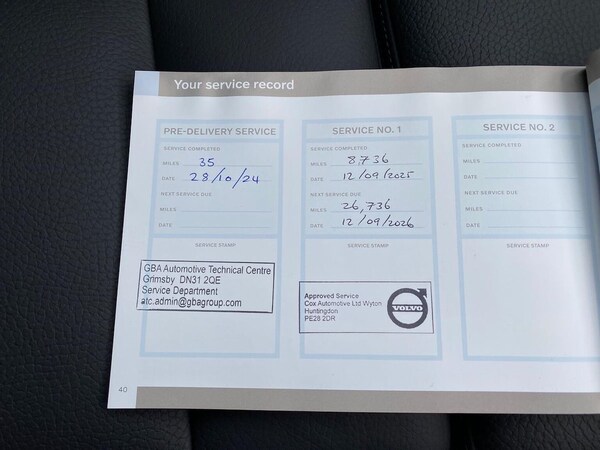 Your service record
PRE-DELIVERY SERVICE
SERVICE COMPLETED
MILES 35
DATE 28/10/24
NEXT SERVICE DUE
MILES
DATE
SERVICE STAMP
GBA Automotive Technical Centre
Grimsby DN31 2QE
Service Department
atc.admin@gbagroup.com
SERVICE NO. 1
SERVICE COMPLETED
MILES 8,736
DATE 12/09/2025
NEXT SERVICE DUE
MILES 26,736
DATE 12/09/2026
SERVICE STAMP
Approved Service
Cox Automotive Ltd Wyton
Huntingdon
PE28 2DR
VOLVO
SERVICE NO. 2
SERVICE COMPLETED
MILES
DATE
NEXT SERVICE DUE
MILES
DATE
SERVICE STAMP
40